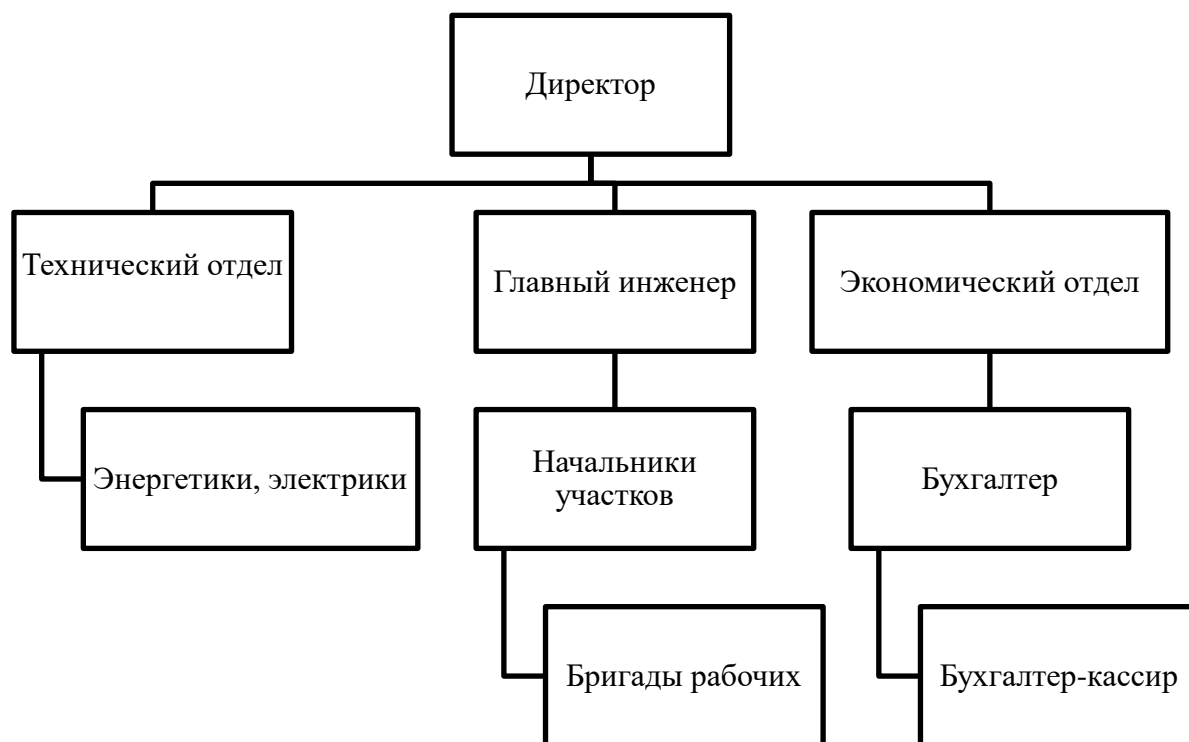 Директор
Технический отдел
Главный инженер
Экономический отдел
Энергетики, электрики
Начальники
участков
Бухгалтер
Бригады рабочих
Бухгалтер-кассир